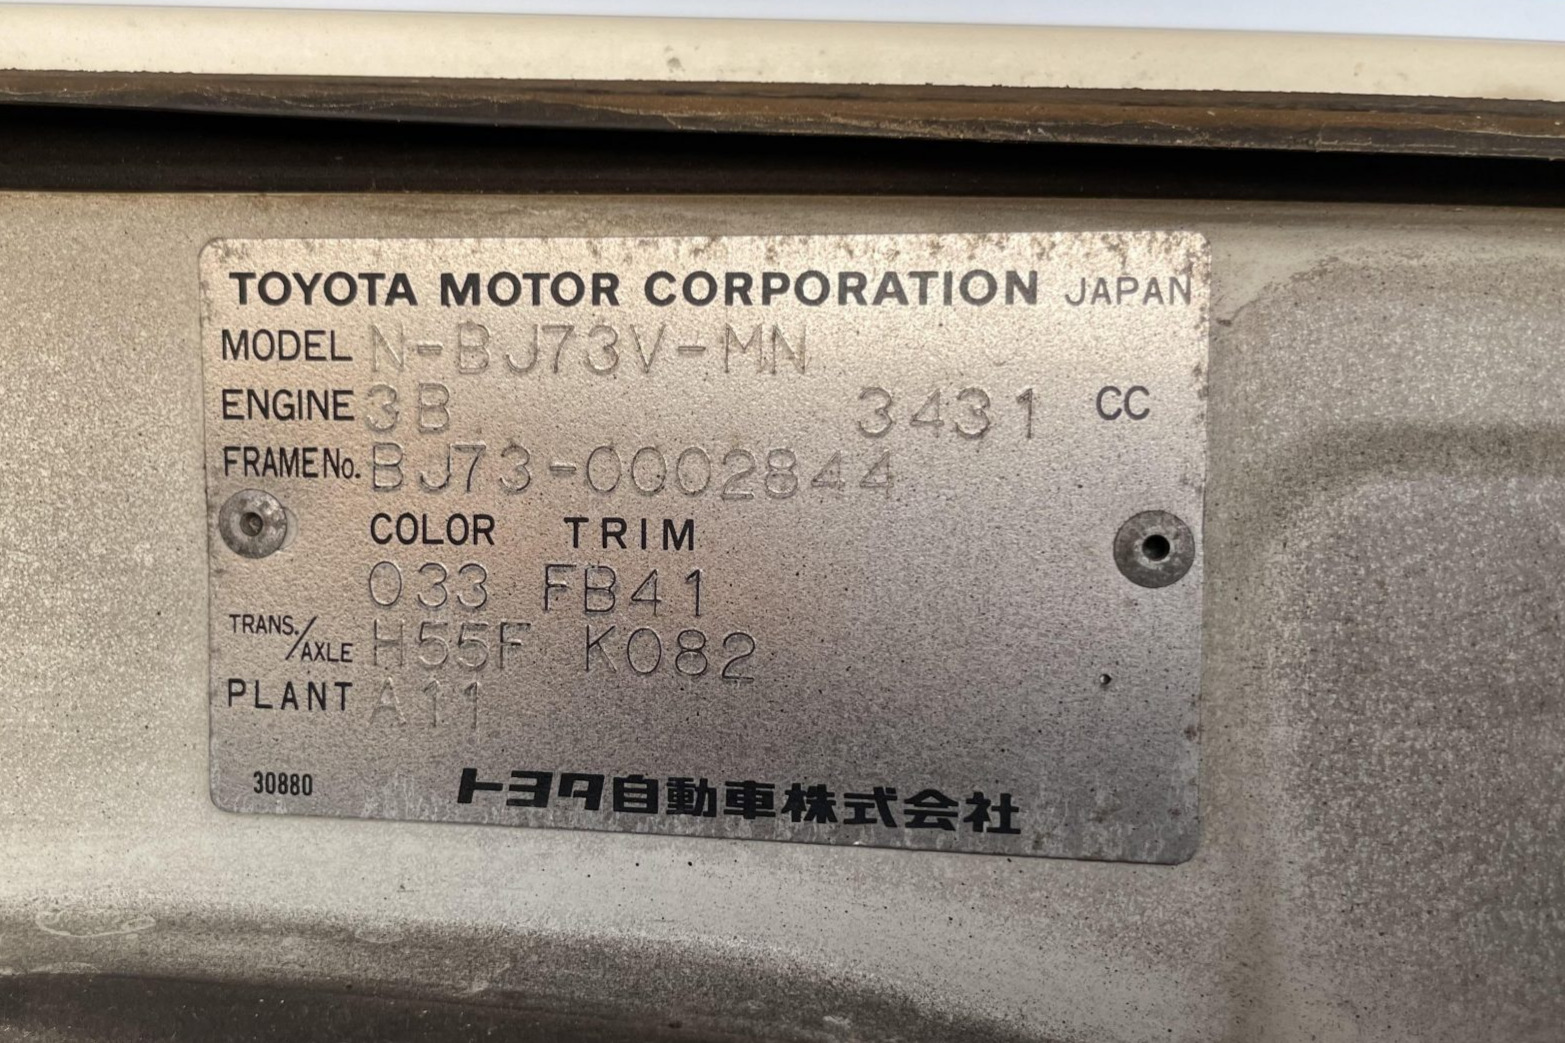 TOYOTA MOTOR CORPORATION JAPAN
MODEL N-BJ73V-MN
ENGINE 3B 3431 CC
FRAME No. BJ73-0002844
COLOR TRIM
033 FB41
TRANS./AXLE H55F K082
PLANT A11
30880 トヨタ自動車株式会社